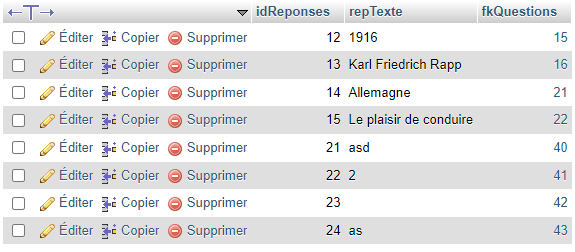 idReponses repTexte fkQuestions
Éditer Copier Supprimer 12 1916 15
Éditer Copier Supprimer 13 Karl Friedrich Rapp 16
Éditer Copier Supprimer 14 Allemagne 21
Éditer Copier Supprimer 15 Le plaisir de conduire 22
Éditer Copier Supprimer 21 asd 40
Éditer Copier Supprimer 22 2 41
Éditer Copier Supprimer 23 42
Éditer Copier Supprimer 24 as 43